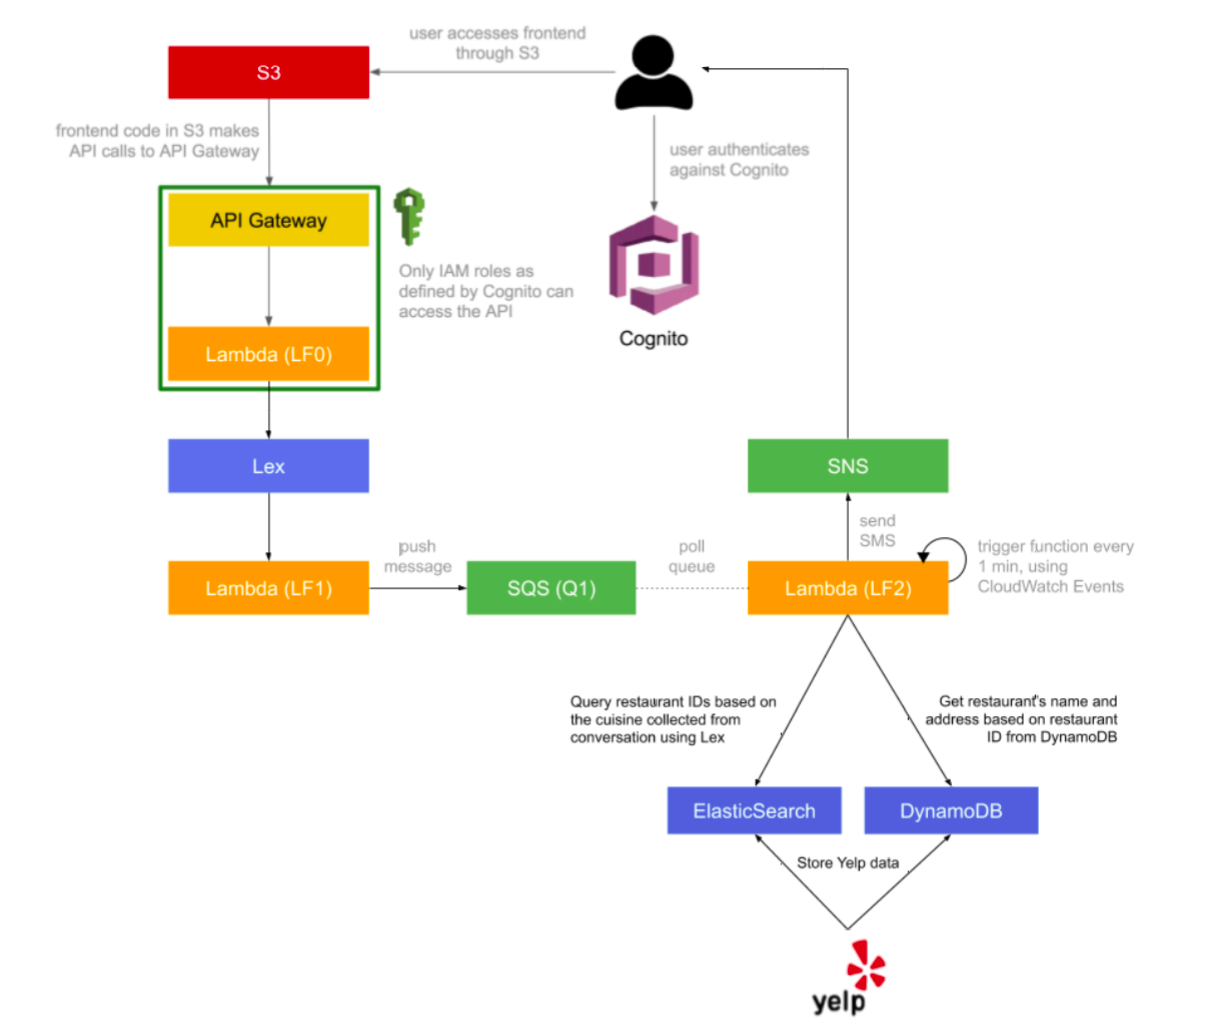 user accesses frontend
through S3
S3
frontend code in S3 makes
API calls to API Gateway
user authenticates
against Cognito
API Gateway
Only IAM roles as
defined by Cognito can
access the API
Cognito
Lambda (LF0)
Lex
SNS
send
SMS
push
message
poll
queue
trigger function every
1 min, using
CloudWatch Events
Lambda (LF1)
SQS (Q1)
Lambda (LF2)
Query restaurant IDs based on
the cuisine collected from
conversation using Lex
Get restaurant's name and
address based on restaurant
ID from DynamoDB
ElasticSearch
DynamoDB
Store Yelp data
yelp